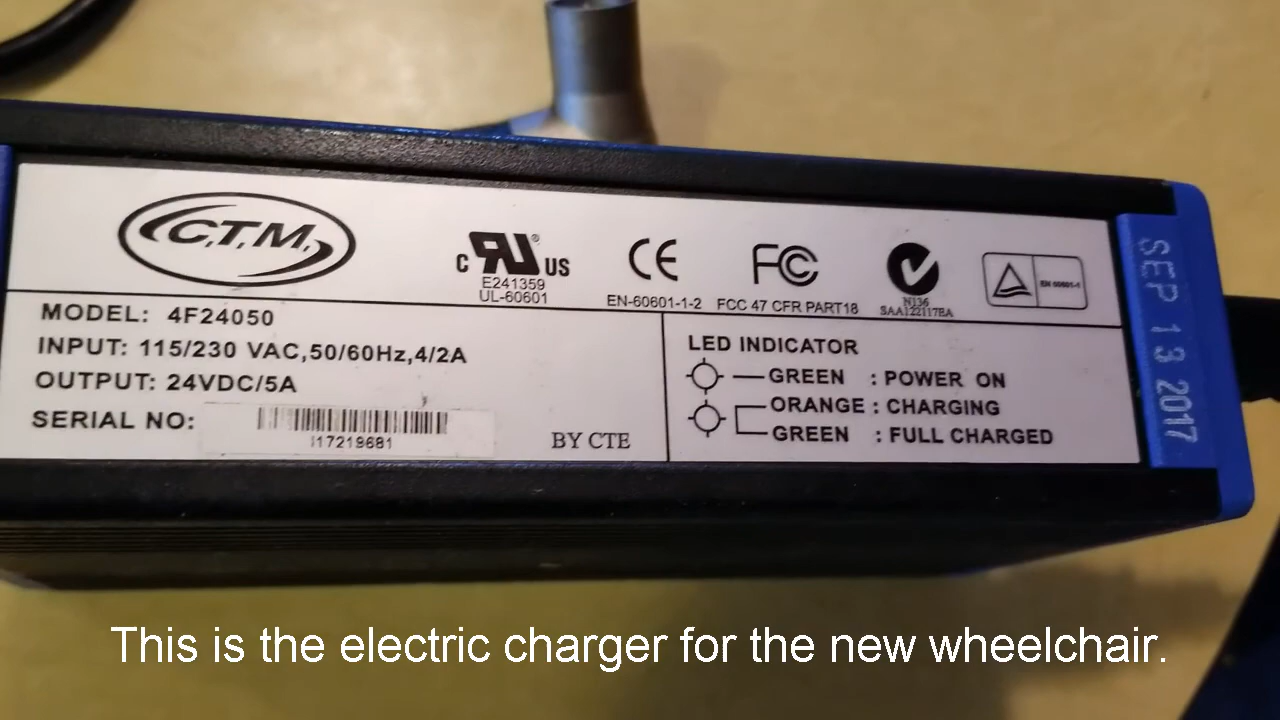 C.T.M.
c RU ® US
E241359
UL-60601
CE
EN-60601-1-2
FC
FCC 47 CFR PART18
N136
SAA122117EA
EN 60601-1
MODEL: 4F24050
INPUT: 115/230 VAC,50/60Hz,4/2A
OUTPUT: 24VDC/5A
SERIAL NO:
I17219681
BY CTE
LED INDICATOR
GREEN : POWER ON
ORANGE : CHARGING
GREEN : FULL CHARGED
SEP 13 2017
This is the electric charger for the new wheelchair.